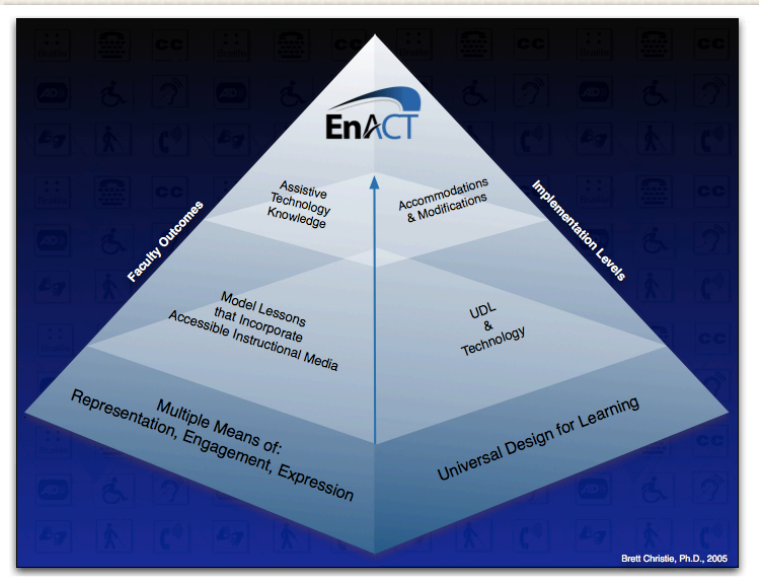 EnACT
Assistive
Technology
Knowledge
Accommodations
& Modifications
Faculty Outcomes
Implementation Levels
Model Lessons
that Incorporate
Accessible Instructional Media
UDL
&
Technology
Multiple Means of:
Representation, Engagement, Expression
Universal Design for Learning
Brett Christie, Ph.D., 2005